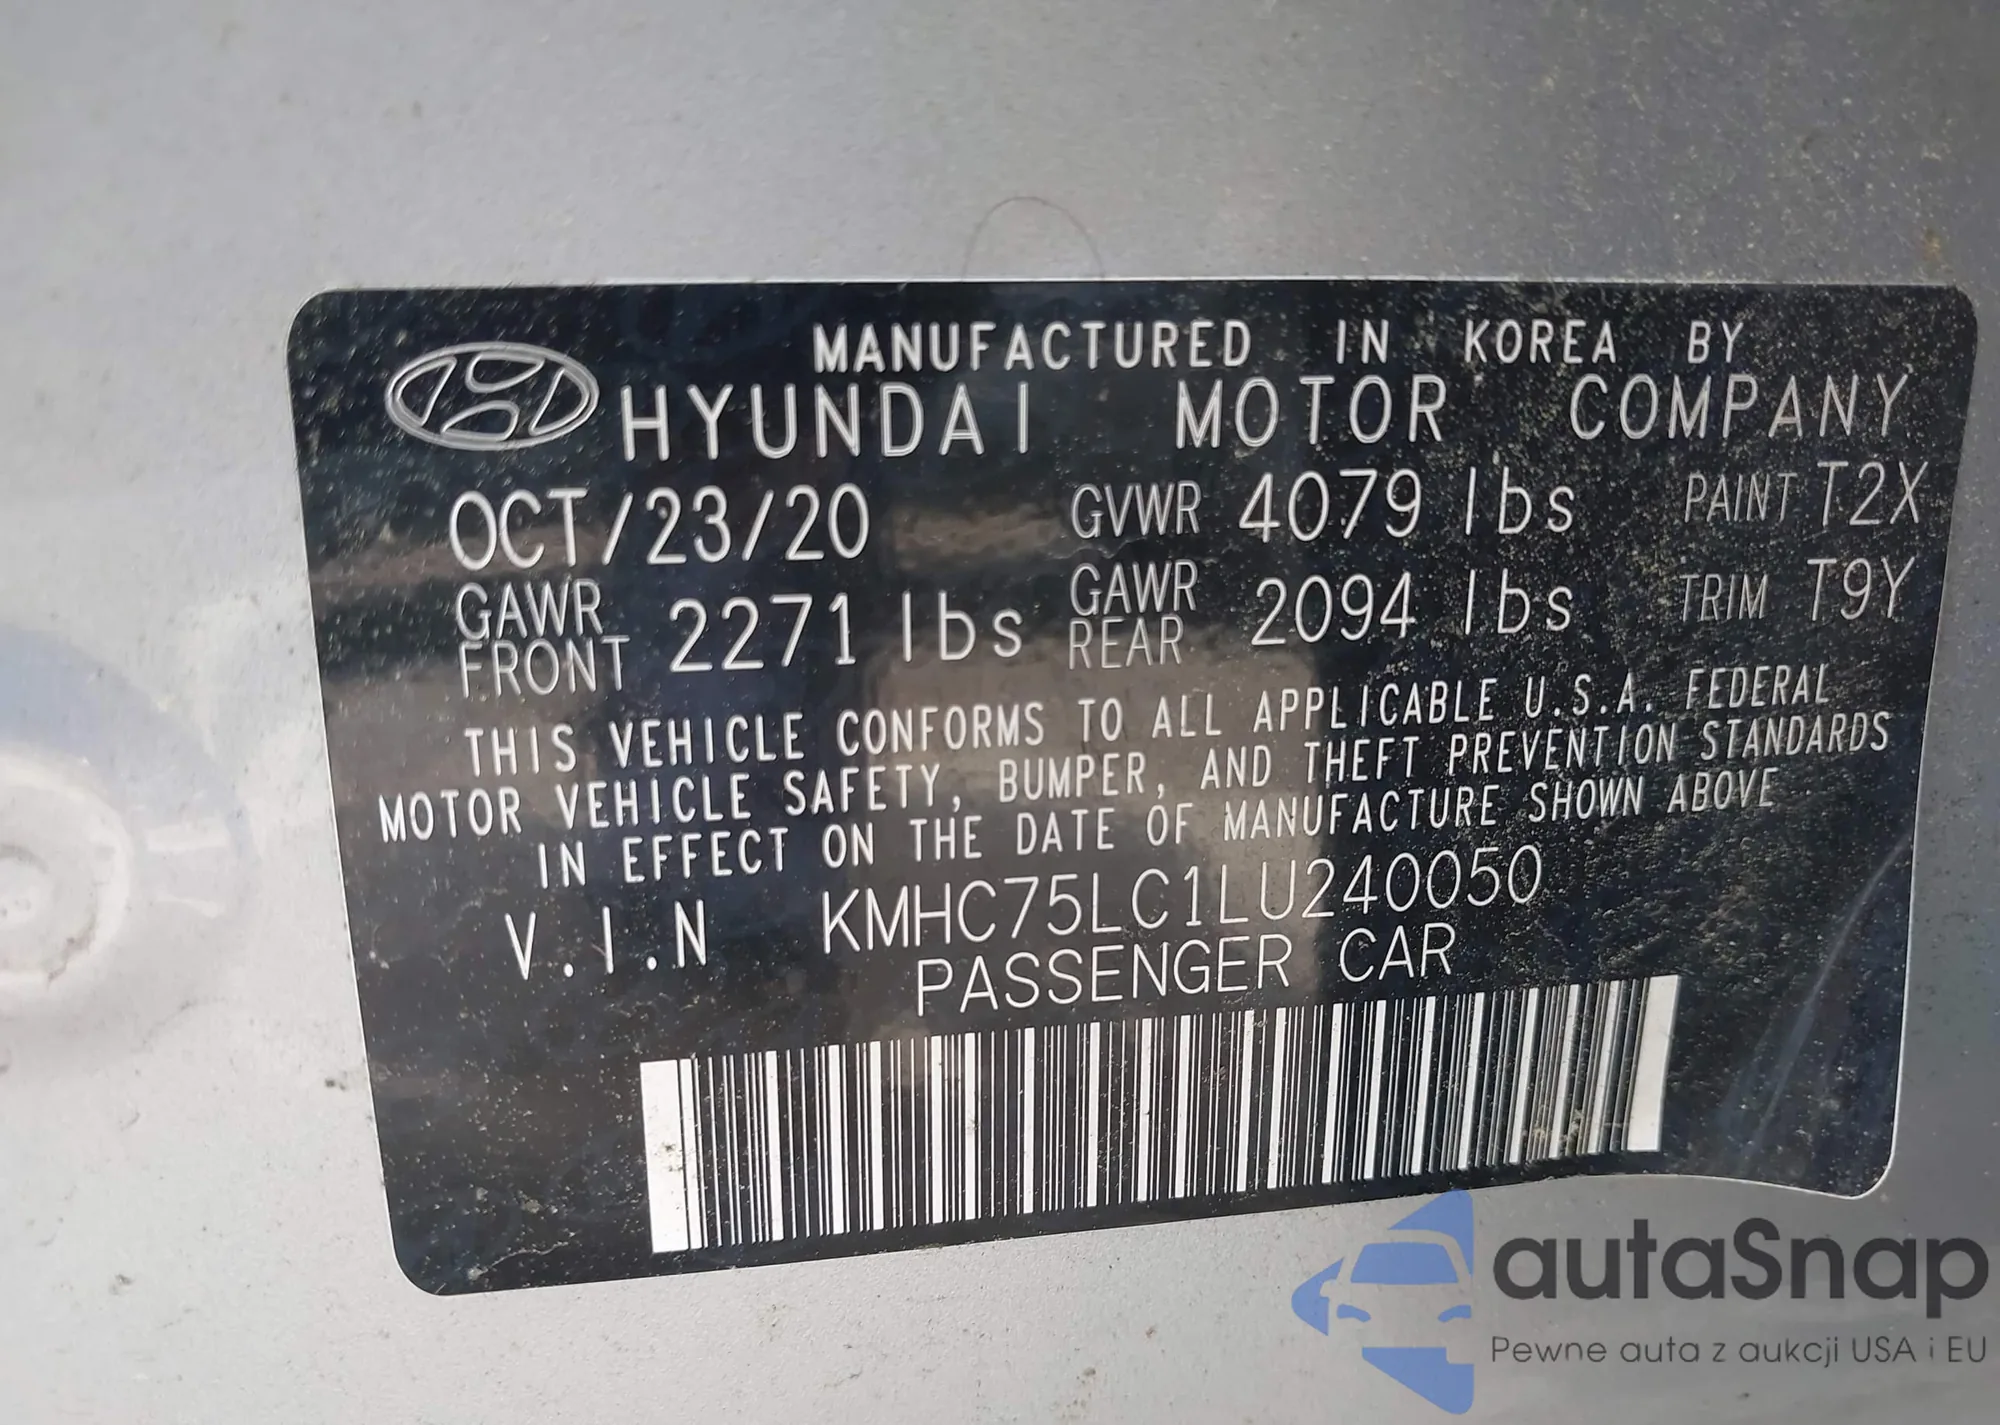 MANUFACTURED IN KOREA BY
HYUNDAI MOTOR COMPANY
OCT/23/20 GVWR 4079 lbs PAINT T2X
GAWR FRONT 2271 lbs GAWR REAR 2094 lbs TRIM T9Y
THIS VEHICLE CONFORMS TO ALL APPLICABLE U.S.A. FEDERAL
MOTOR VEHICLE SAFETY, BUMPER, AND THEFT PREVENTION STANDARDS
IN EFFECT ON THE DATE OF MANUFACTURE SHOWN ABOVE
V.I.N KMHC75LC1LU240050
PASSENGER CAR
autaSnap
Pewne auta z aukcji USA i EU